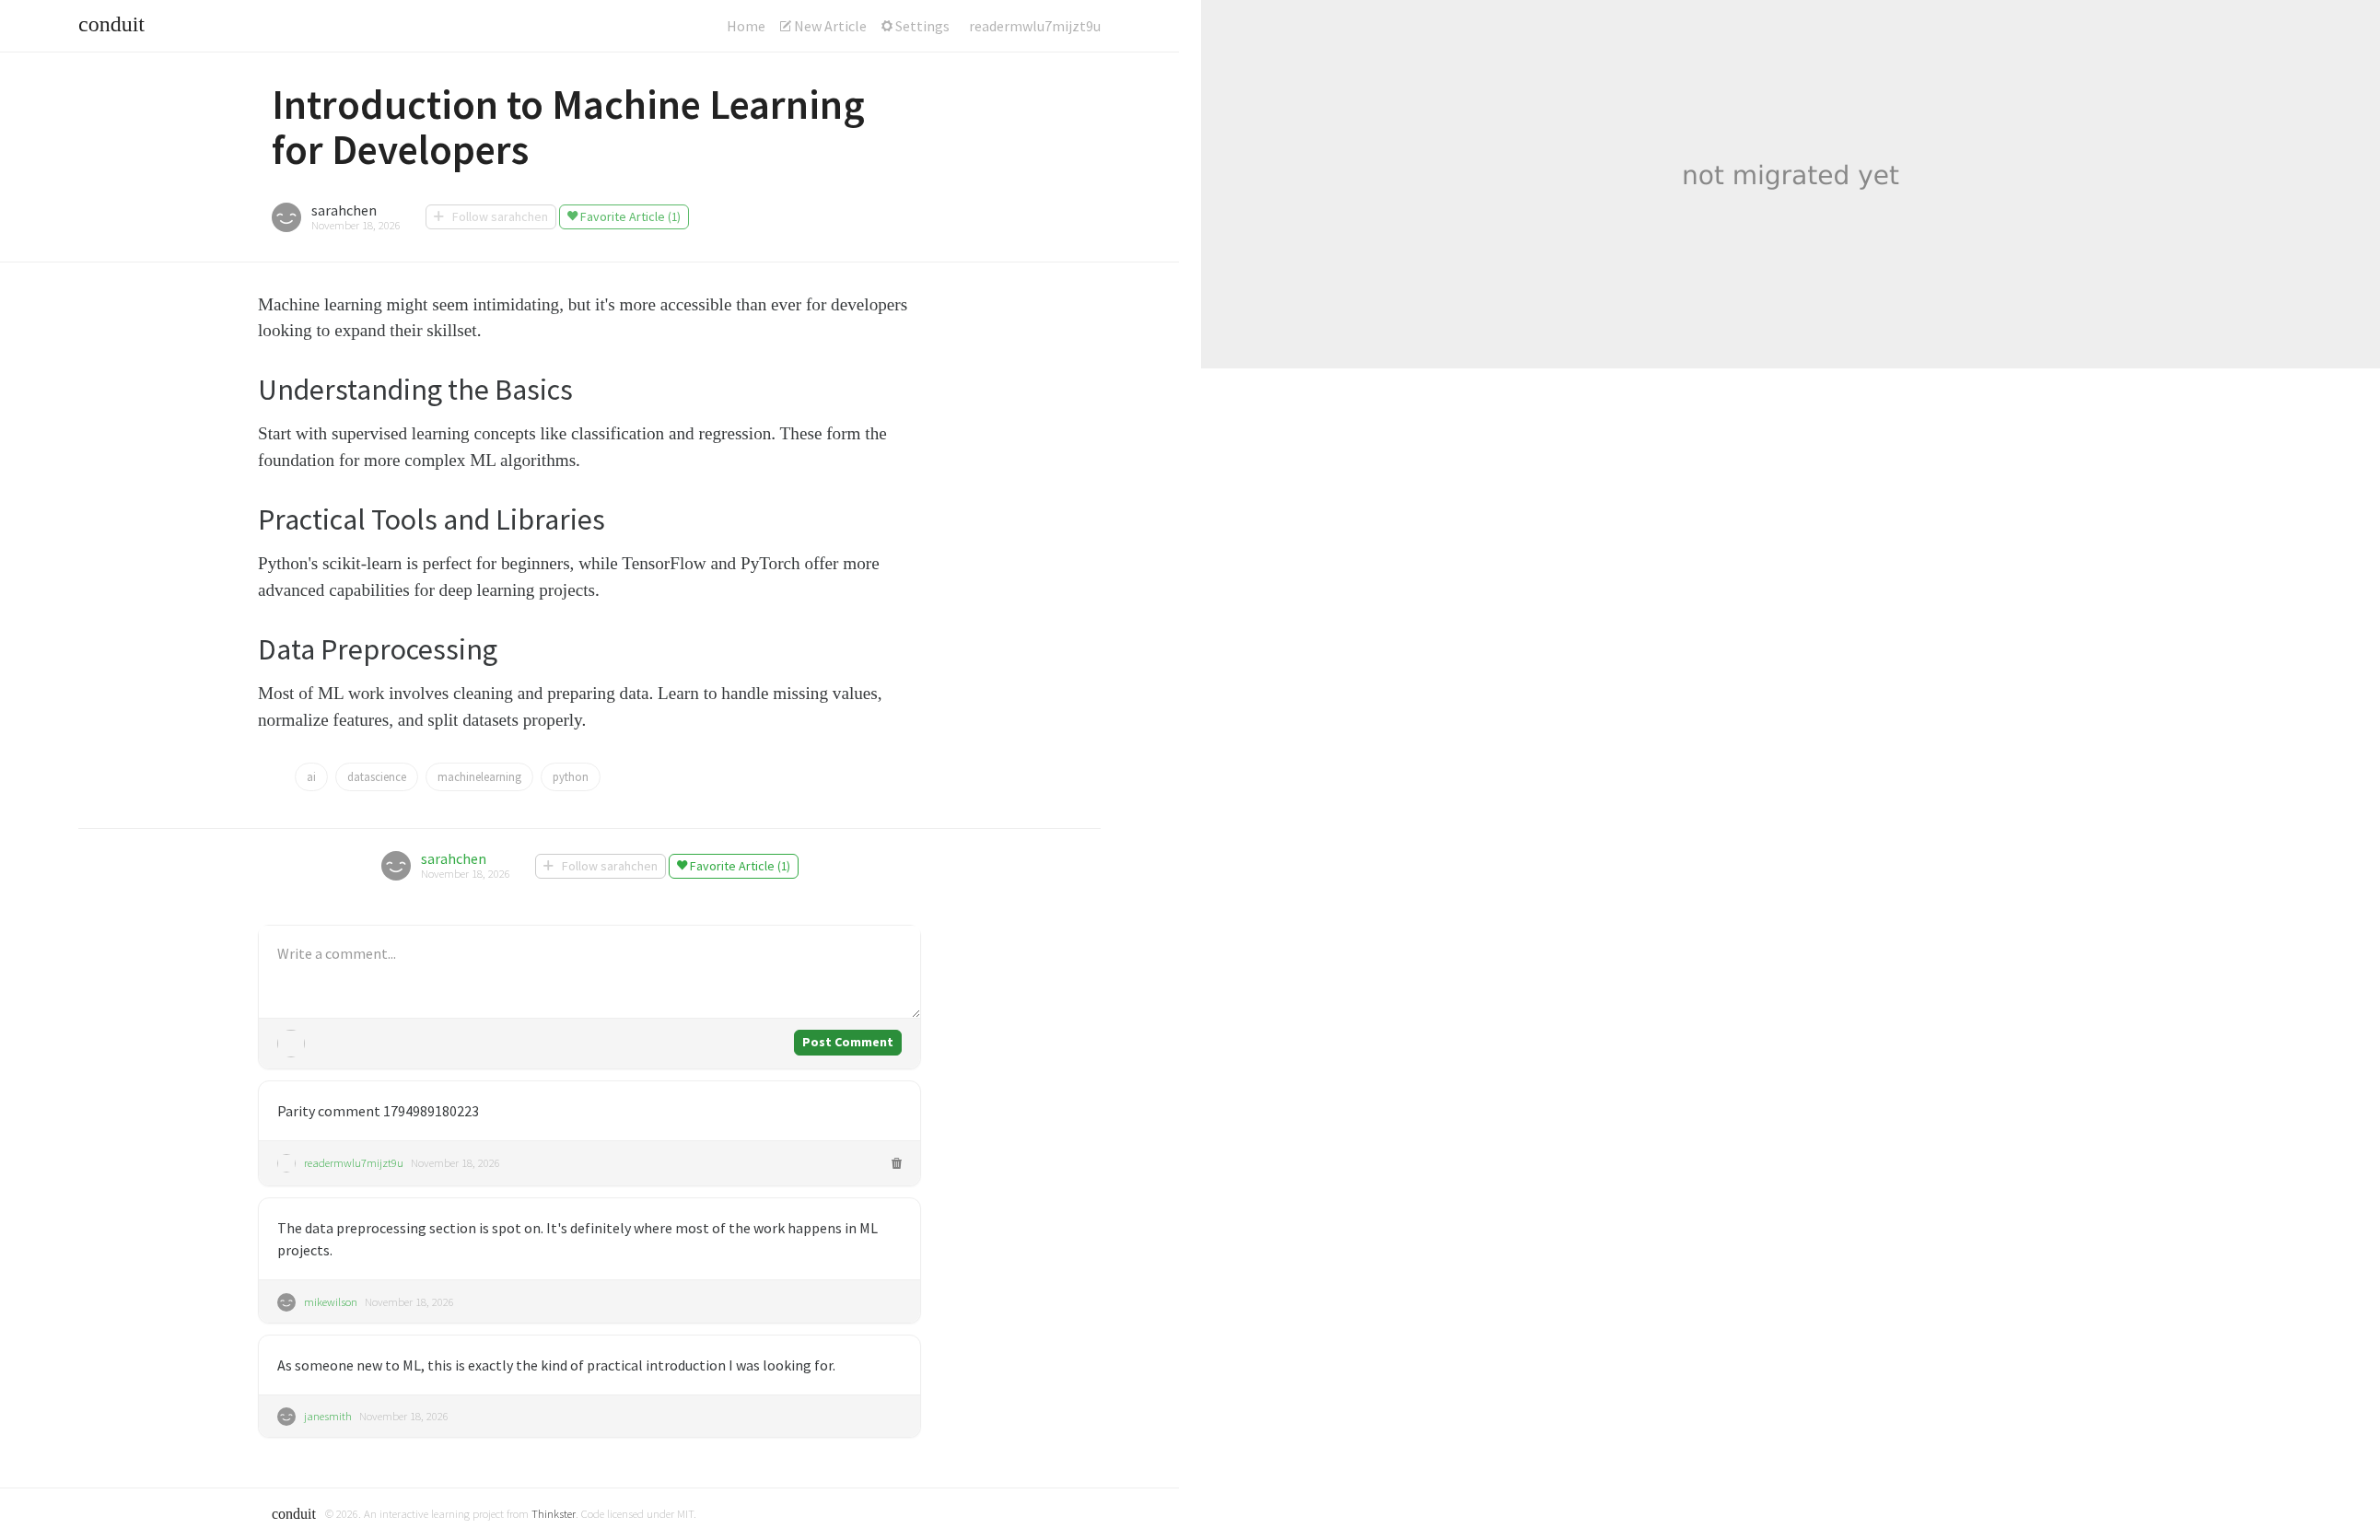 conduit
Home New Article Settings readermwlu7mijzt9u
not migrated yet
Introduction to Machine Learning
for Developers
sarahchen
November 18, 2026
Follow sarahchen Favorite Article (1)
Machine learning might seem intimidating, but it's more accessible than ever for developers
looking to expand their skillset.
Understanding the Basics
Start with supervised learning concepts like classification and regression. These form the
foundation for more complex ML algorithms.
Practical Tools and Libraries
Python's scikit-learn is perfect for beginners, while TensorFlow and PyTorch offer more
advanced capabilities for deep learning projects.
Data Preprocessing
Most of ML work involves cleaning and preparing data. Learn to handle missing values,
normalize features, and split datasets properly.
ai datascience machinelearning python
sarahchen
November 18, 2026
Follow sarahchen Favorite Article (1)
Write a comment...
Post Comment
Parity comment 1794989180223
readermwlu7mijzt9u November 18, 2026
The data preprocessing section is spot on. It's definitely where most of the work happens in ML
projects.
mikewilson November 18, 2026
As someone new to ML, this is exactly the kind of practical introduction I was looking for.
janesmith November 18, 2026
conduit © 2026. An interactive learning project from Thinkster. Code licensed under MIT.